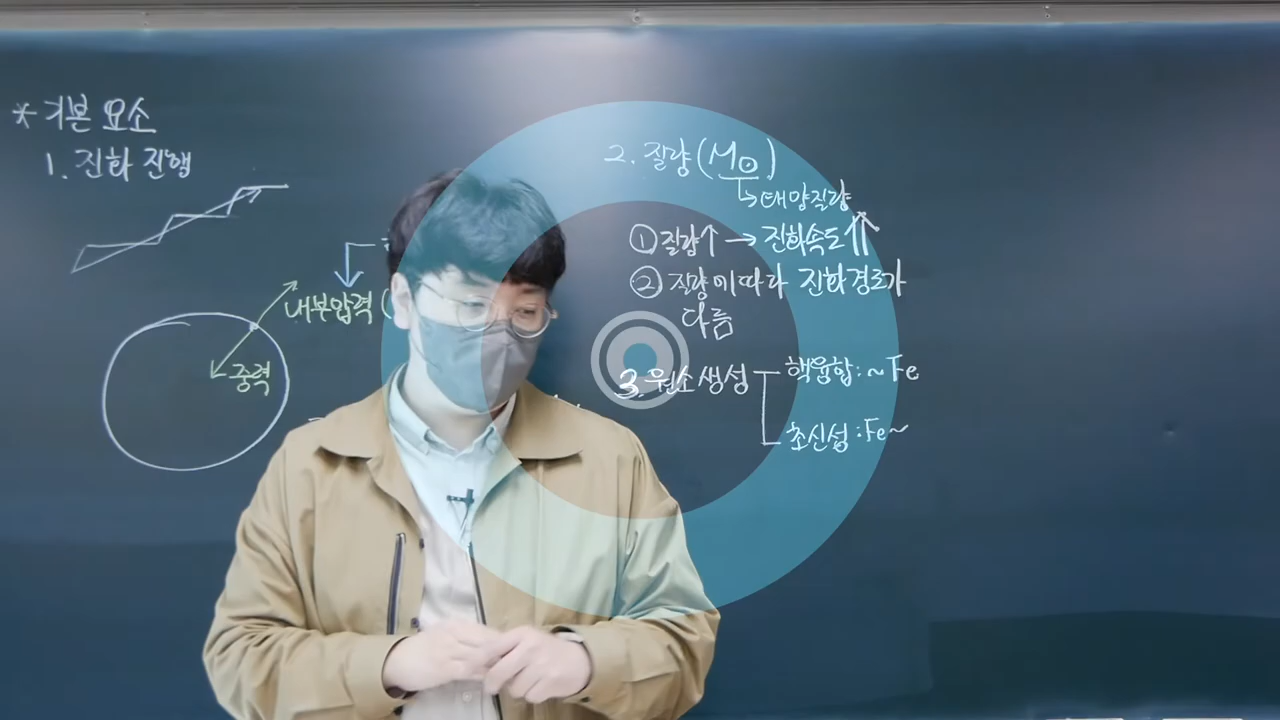 * 기본 요소
1. 진화 진행
내부압력 (
중력
2. 질량 (M⊙)
↳ 태양질량
① 질량↑ → 진화속도 ⇑
② 질량에 따라 진화경로가
다름
3. 원소 생성
핵융합: ~Fe
초신성: Fe~